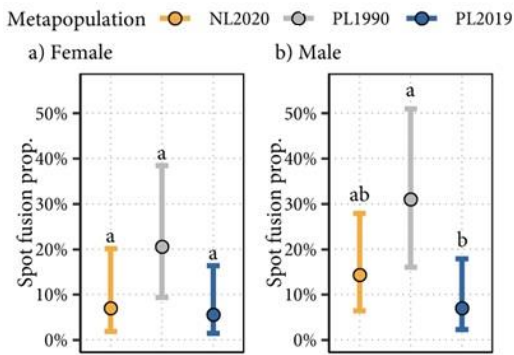 Metapopulation NL2020 PL1990 PL2019
a) Female
Spot fusion prop.
50%
40%
30%
20%
10%
0%
a
a
a
b) Male
Spot fusion prop.
50%
40%
30%
20%
10%
0%
ab
a
b